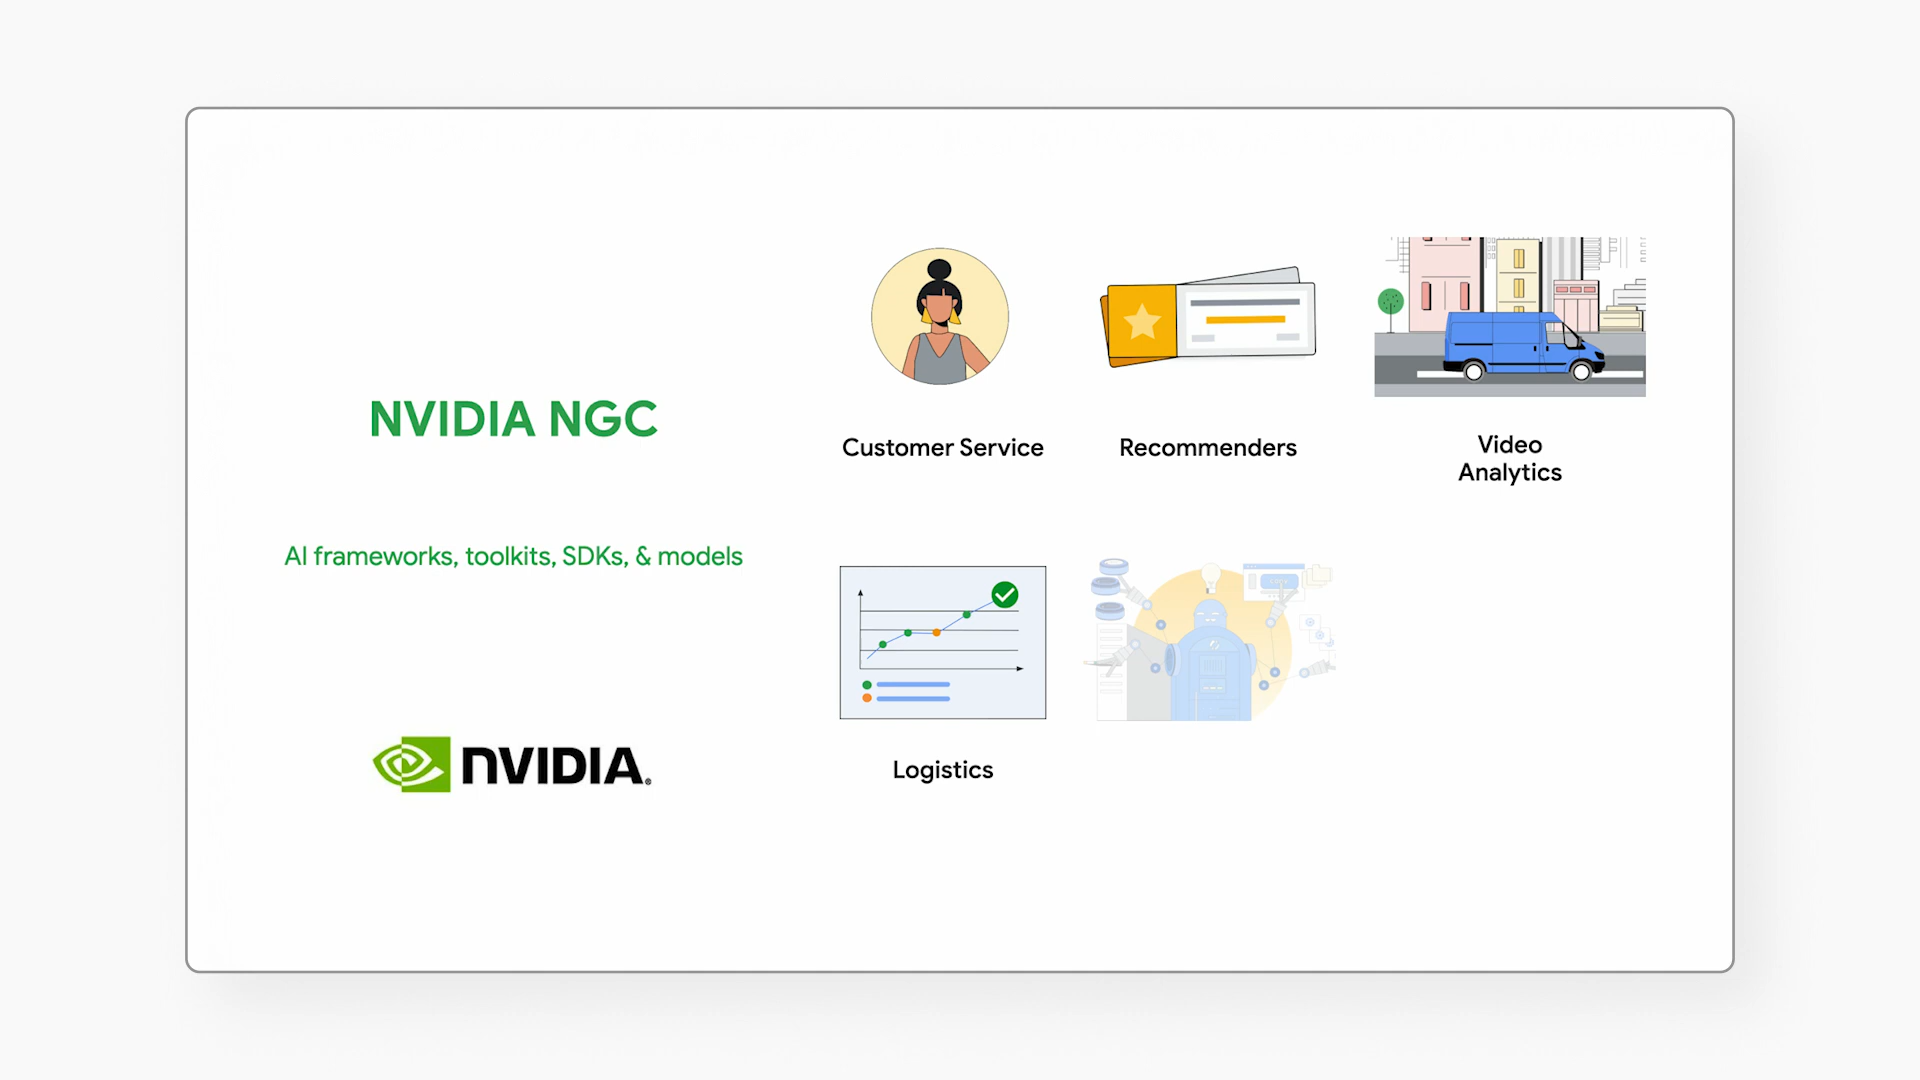 NVIDIA NGC
AI frameworks, toolkits, SDKs, & models
NVIDIA®
Customer Service
Recommenders
Video
Analytics
Logistics